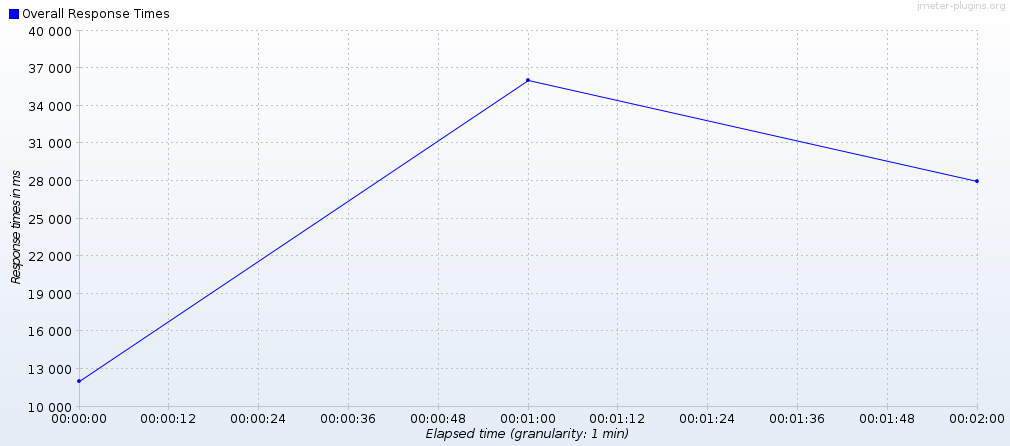 jmeter-plugins.org
Overall Response Times
40 000
37 000
34 000
31 000
28 000
25 000
22 000
19 000
16 000
13 000
10 000
Response times in ms
00:00:00 00:00:12 00:00:24 00:00:36 00:00:48 00:01:00 00:01:12 00:01:24 00:01:36 00:01:48 00:02:00
Elapsed time (granularity: 1 min)